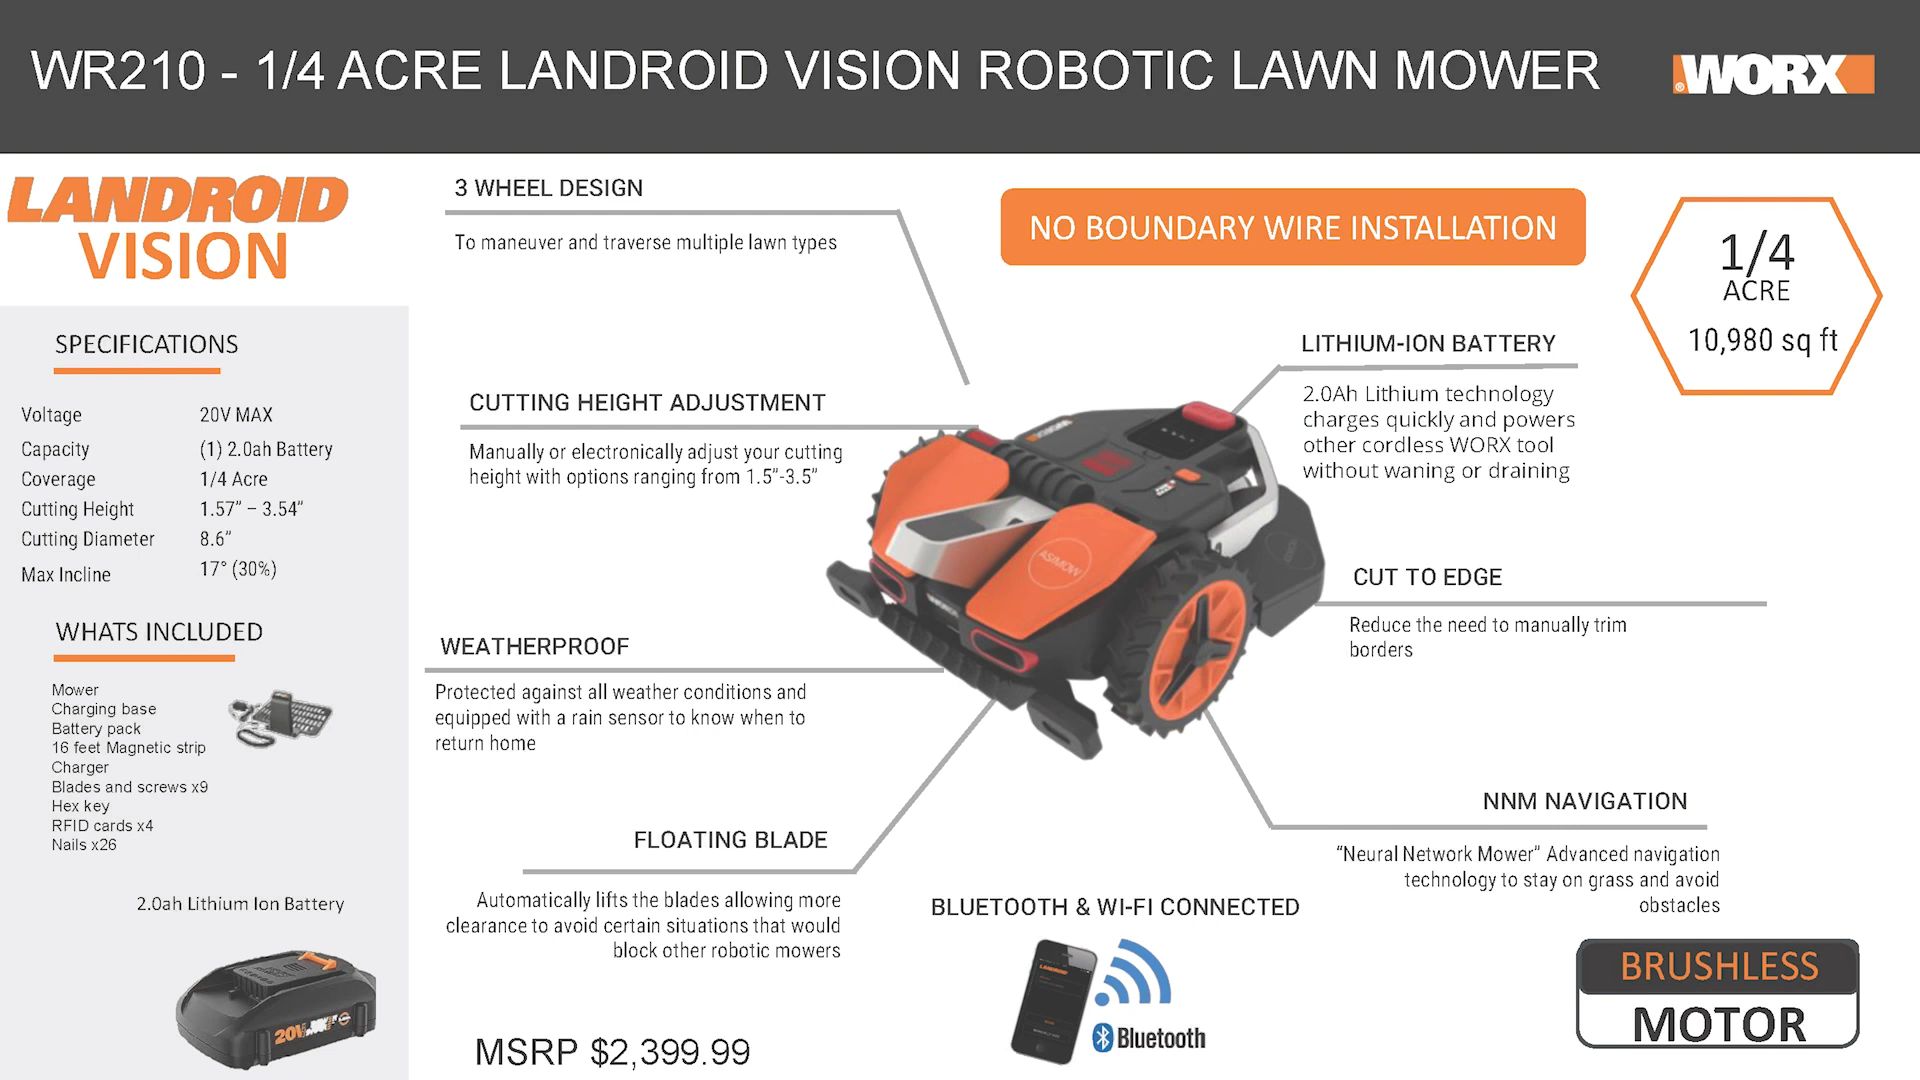 WR210 - 1/4 ACRE LANDROID VISION ROBOTIC LAWN MOWER
WORX
LANDROID
VISION
SPECIFICATIONS
Voltage 20V MAX
Capacity (1) 2.0ah Battery
Coverage 1/4 Acre
Cutting Height 1.57” – 3.54”
Cutting Diameter 8.6”
Max Incline 17° (30%)
WHATS INCLUDED
Mower
Charging base
Battery pack
16 feet Magnetic strip
Charger
Blades and screws x9
Hex key
RFID cards x4
Nails x26
2.0ah Lithium Ion Battery
20V
3 WHEEL DESIGN
To maneuver and traverse multiple lawn types
CUTTING HEIGHT ADJUSTMENT
Manually or electronically adjust your cutting
height with options ranging from 1.5”-3.5”
WEATHERPROOF
Protected against all weather conditions and
equipped with a rain sensor to know when to
return home
FLOATING BLADE
Automatically lifts the blades allowing more
clearance to avoid certain situations that would
block other robotic mowers
MSRP $2,399.99
NO BOUNDARY WIRE INSTALLATION
1/4
ACRE
10,980 sq ft
LITHIUM-ION BATTERY
2.0Ah Lithium technology
charges quickly and powers
other cordless WORX tool
without waning or draining
CUT TO EDGE
Reduce the need to manually trim
borders
NNM NAVIGATION
“Neural Network Mower” Advanced navigation
technology to stay on grass and avoid
obstacles
BLUETOOTH & WI-FI CONNECTED
LANDROID
Bluetooth
BRUSHLESS
MOTOR
ASIMOW
WORX